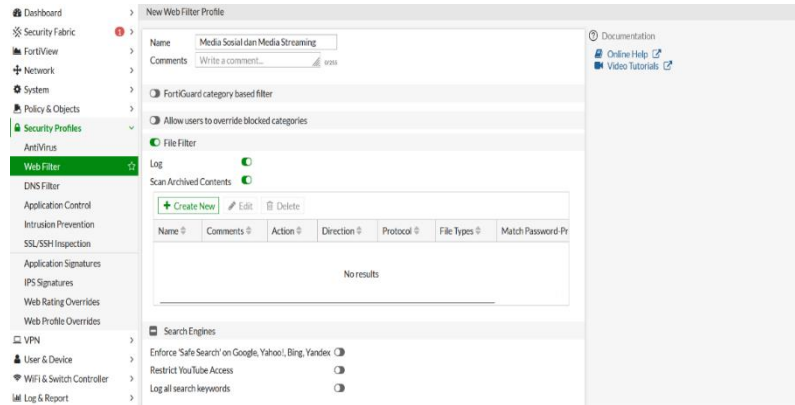 Dashboard
Security Fabric 1
FortiView
Network
System
Policy & Objects
Security Profiles
AntiVirus
Web Filter
DNS Filter
Application Control
Intrusion Prevention
SSL/SSH Inspection
Application Signatures
IPS Signatures
Web Rating Overrides
Web Profile Overrides
VPN
User & Device
WiFi & Switch Controller
Log & Report
New Web Filter Profile
Name Media Sosial dan Media Streaming
Comments Write a comment... 0/255
FortiGuard category based filter
Allow users to override blocked categories
File Filter
Log
Scan Archived Contents
+ Create New Edit Delete
Name Comments Action Direction Protocol File Types Match Password-Pr
No results
Search Engines
Enforce 'Safe Search' on Google, Yahoo!, Bing, Yandex
Restrict YouTube Access
Log all search keywords
Documentation
Online Help
Video Tutorials